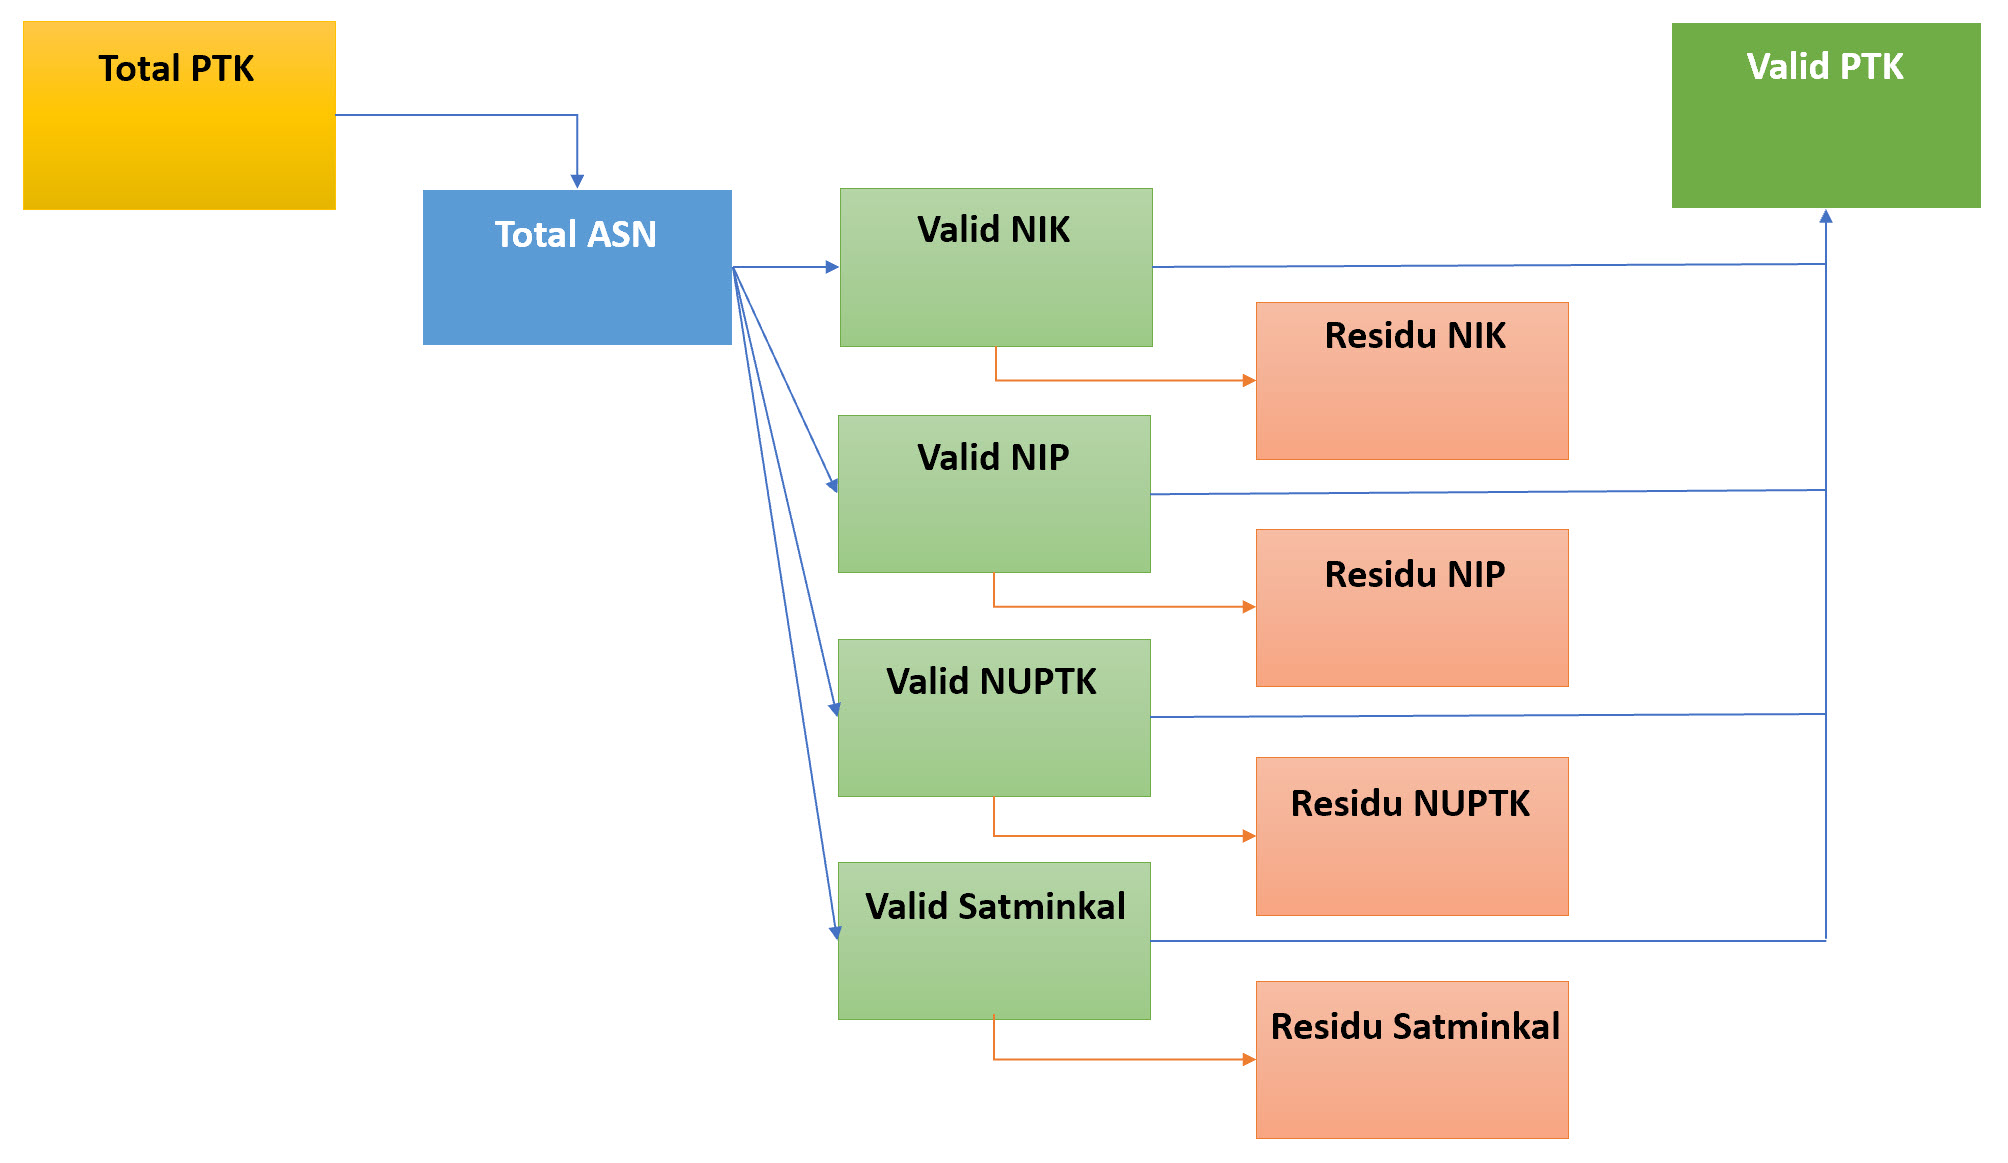 Total PTK
Valid PTK
Total ASN
Valid NIK
Residu NIK
Valid NIP
Residu NIP
Valid NUPTK
Residu NUPTK
Valid Satminkal
Residu Satminkal